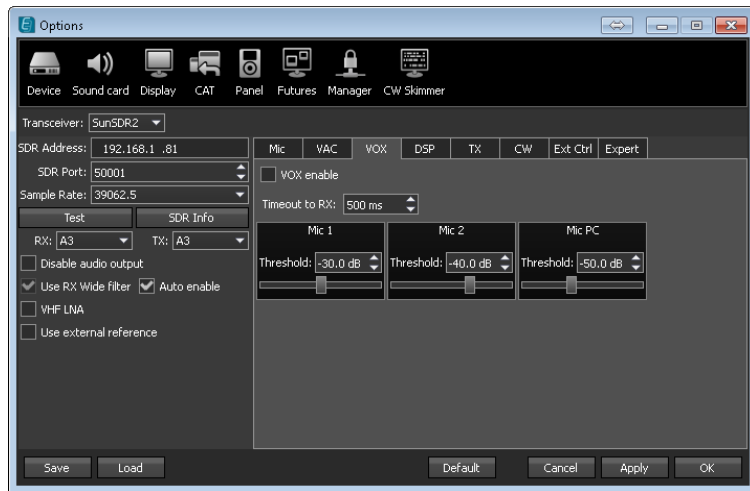 Options
Device Sound card Display CAT Panel Futures Manager CW Skimmer
Transceiver: SunSDR2
SDR Address: 192.168.1 .81
SDR Port: 50001
Sample Rate: 39062.5
Test SDR Info
RX: A3 TX: A3
Disable audio output
Use RX Wide filter Auto enable
VHF LNA
Use external reference
Mic VAC VOX DSP TX CW Ext Ctrl Expert
VOX enable
Timeout to RX: 500 ms
Mic 1 Mic 2 Mic PC
Threshold: -30.0 dB Threshold: -40.0 dB Threshold: -50.0 dB
Save Load Default Cancel Apply OK